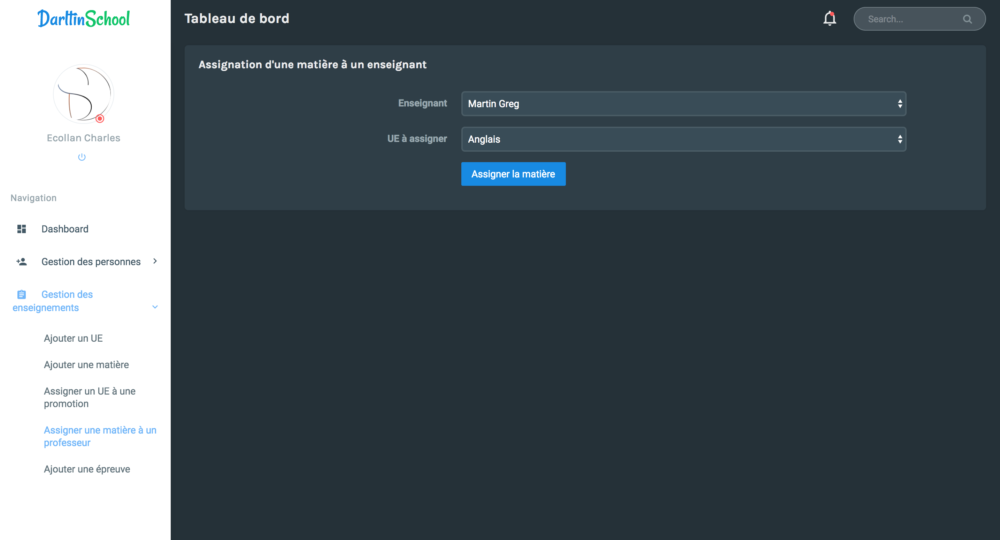 DarltinSchool
Tableau de bord
Search...
Ecollan Charles
Navigation
Dashboard
Gestion des personnes
Gestion des
enseignements
Ajouter un UE
Ajouter une matière
Assigner un UE à une
promotion
Assigner une matière à un
professeur
Ajouter une épreuve
Assignation d'une matière à un enseignant
Enseignant
Martin Greg
UE à assigner
Anglais
Assigner la matière